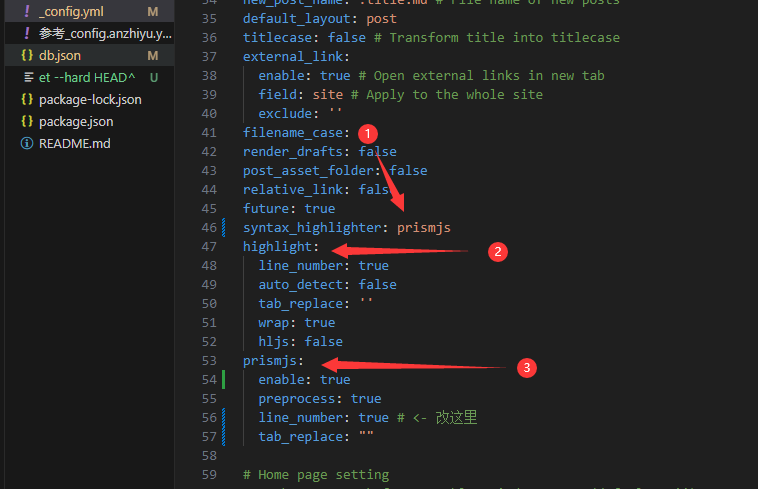 _config.yml M
参考_config.anzhiyu.y...
db.json M
et --hard HEAD^ U
package-lock.json
package.json
README.md
34 new_post_name: :title.md # File name of new posts
35 default_layout: post
36 titlecase: false # Transform title into titlecase
37 external_link:
38 enable: true # Open external links in new tab
39 field: site # Apply to the whole site
40 exclude: ''
41 filename_case: 1
42 render_drafts: false
43 post_asset_folder: false
44 relative_link: false
45 future: true
46 syntax_highlighter: prismjs
47 highlight: 2
48 line_number: true
49 auto_detect: false
50 tab_replace: ''
51 wrap: true
52 hljs: false
53 prismjs: 3
54 enable: true
55 preprocess: true
56 line_number: true # <- 改这里
57 tab_replace: ""
58
59 # Home page setting